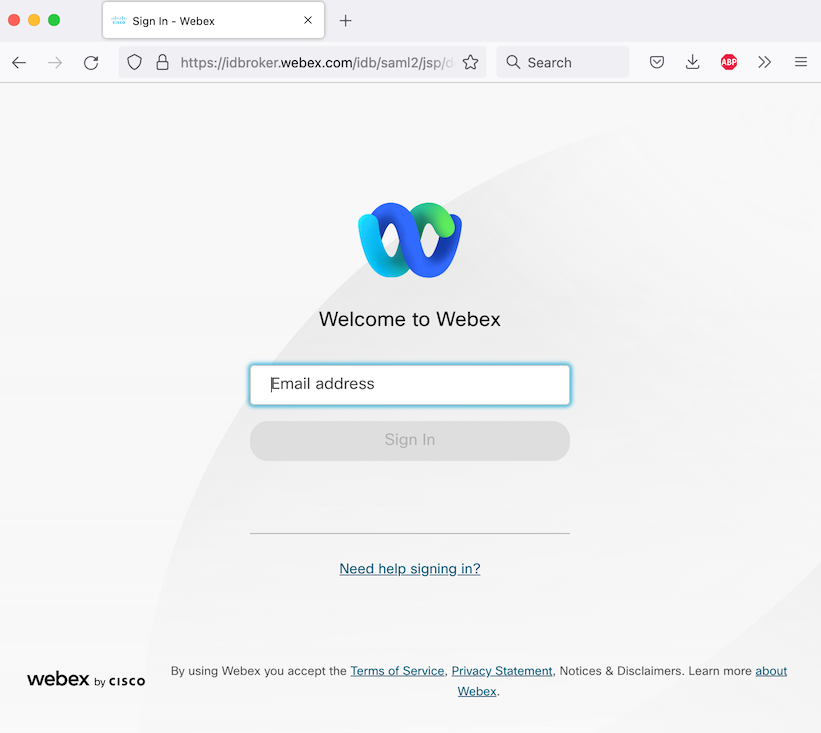 Sign In - Webex
https://idbroker.webex.com/idb/saml2/jsp/d
Search
ABP
Welcome to Webex
Email address
Sign In
Need help signing in?
webex by CISCO
By using Webex you accept the Terms of Service, Privacy Statement, Notices & Disclaimers. Learn more about
Webex.